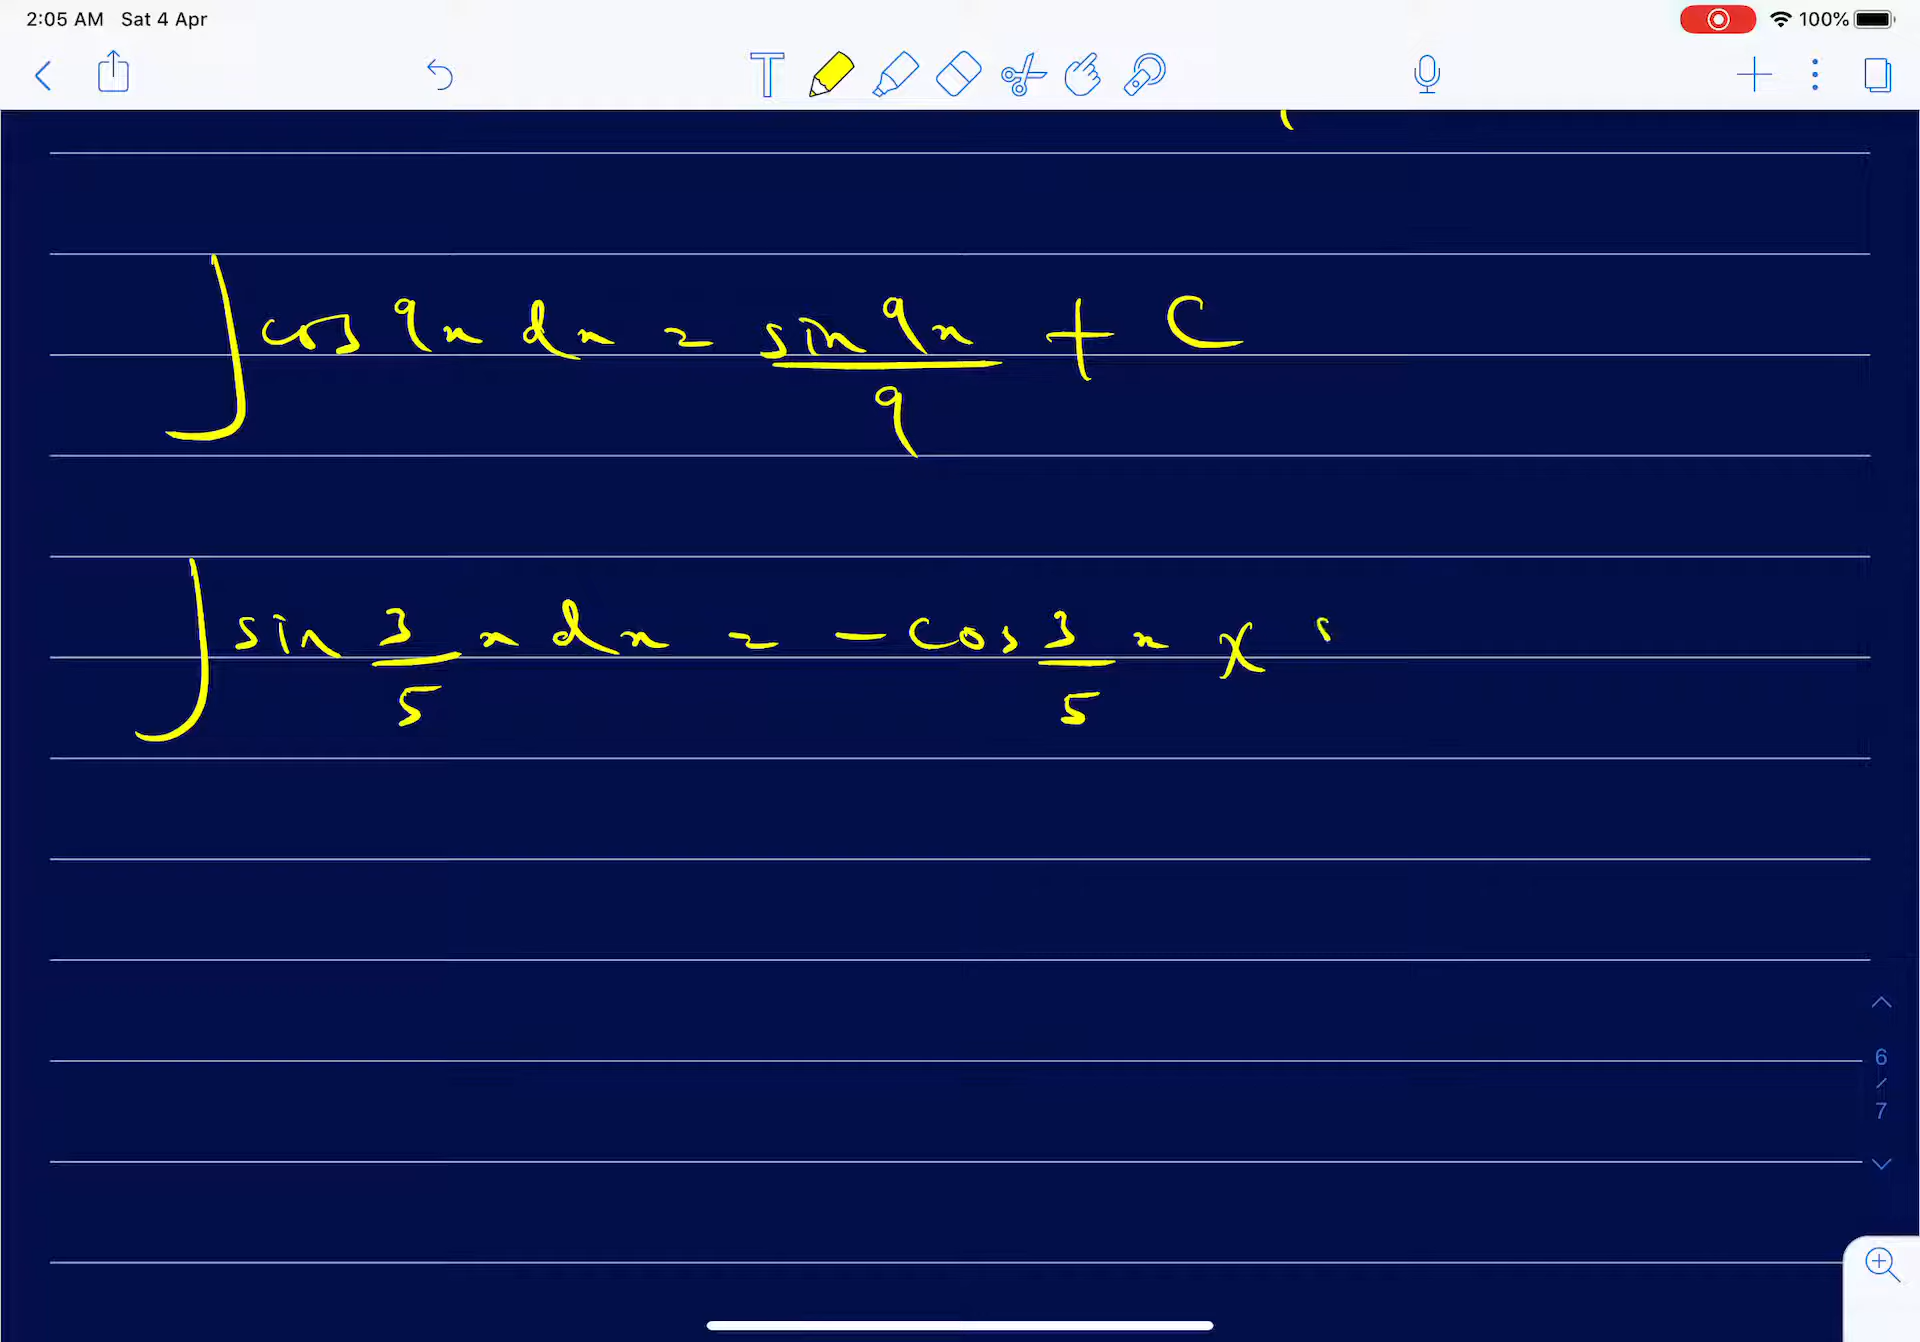 2:05 AM Sat 4 Apr 100%
∫ cos 9x dx = sin 9x / 9 + C
∫ sin 3/5 x dx = - cos 3/5 x ×
6 / 7